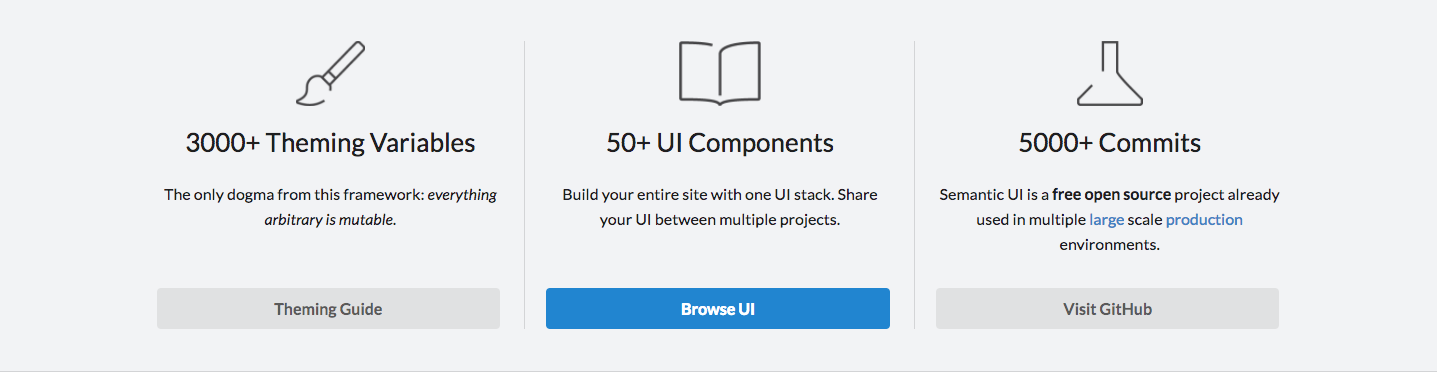 3000+ Theming Variables
The only dogma from this framework: everything
arbitrary is mutable.
Theming Guide
50+ UI Components
Build your entire site with one UI stack. Share
your UI between multiple projects.
Browse UI
5000+ Commits
Semantic UI is a free open source project already
used in multiple large scale production
environments.
Visit GitHub